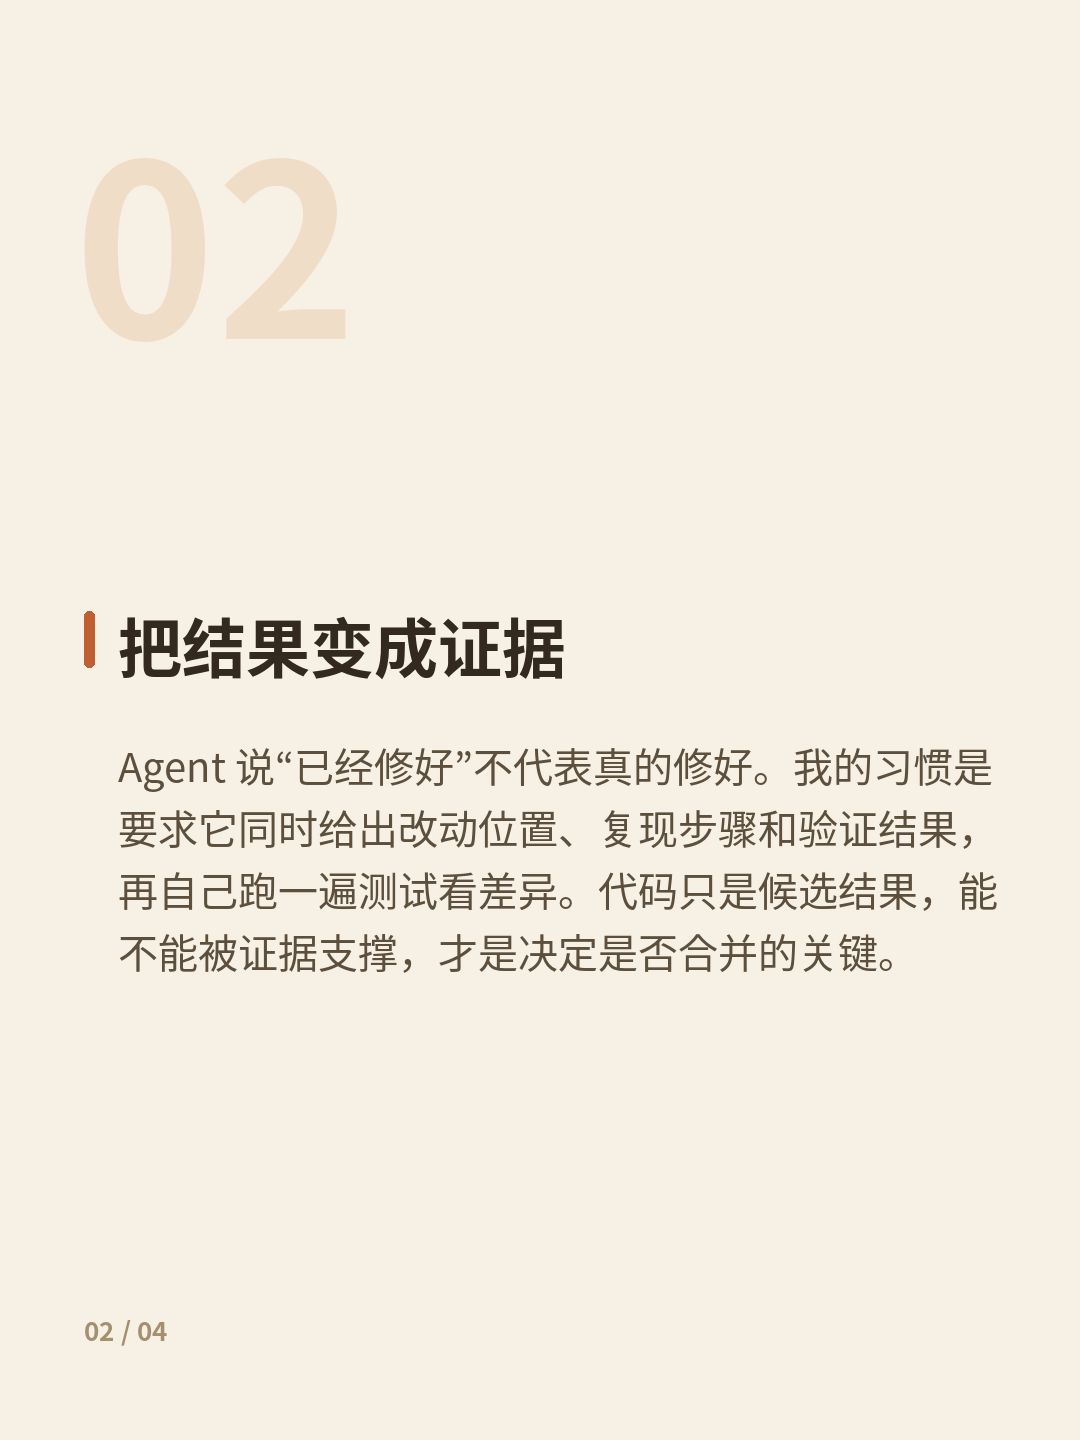 02
把结果变成证据
Agent 说“已经修好”不代表真的修好。我的习惯是
要求它同时给出改动位置、复现步骤和验证结果，
再自己跑一遍测试看差异。代码只是候选结果，能
不能被证据支撑，才是决定是否合并的关键。
02 / 04